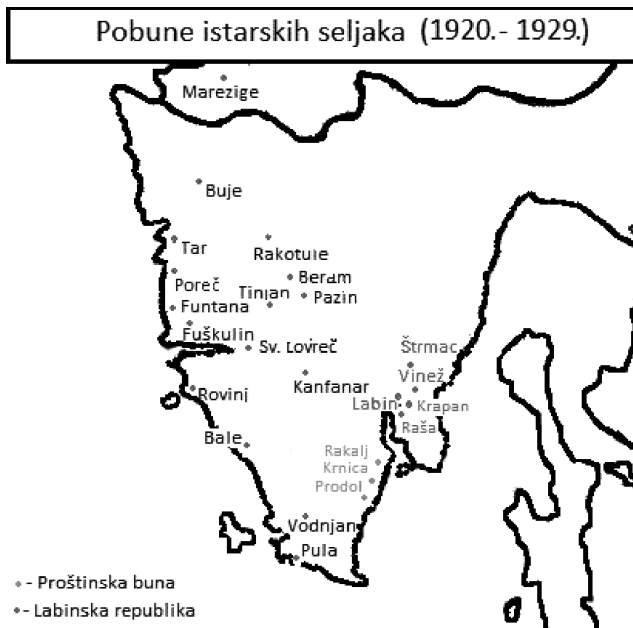 Pobune istarskih seljaka (1920.- 1929.)
Marezige
Buje
Tar
Rakotule
Beram
Poreč
Tinjan
Pazin
Funtana
Fuškulin
Sv. Lovreč
Štrmac
Vinež
Rovinj
Kanfanar
Labin
Krapan
Raša
Bale
Rakalj
Krnica
Prodol
Vodnjan
Pula
- Proštinska buna
- Labinska republika